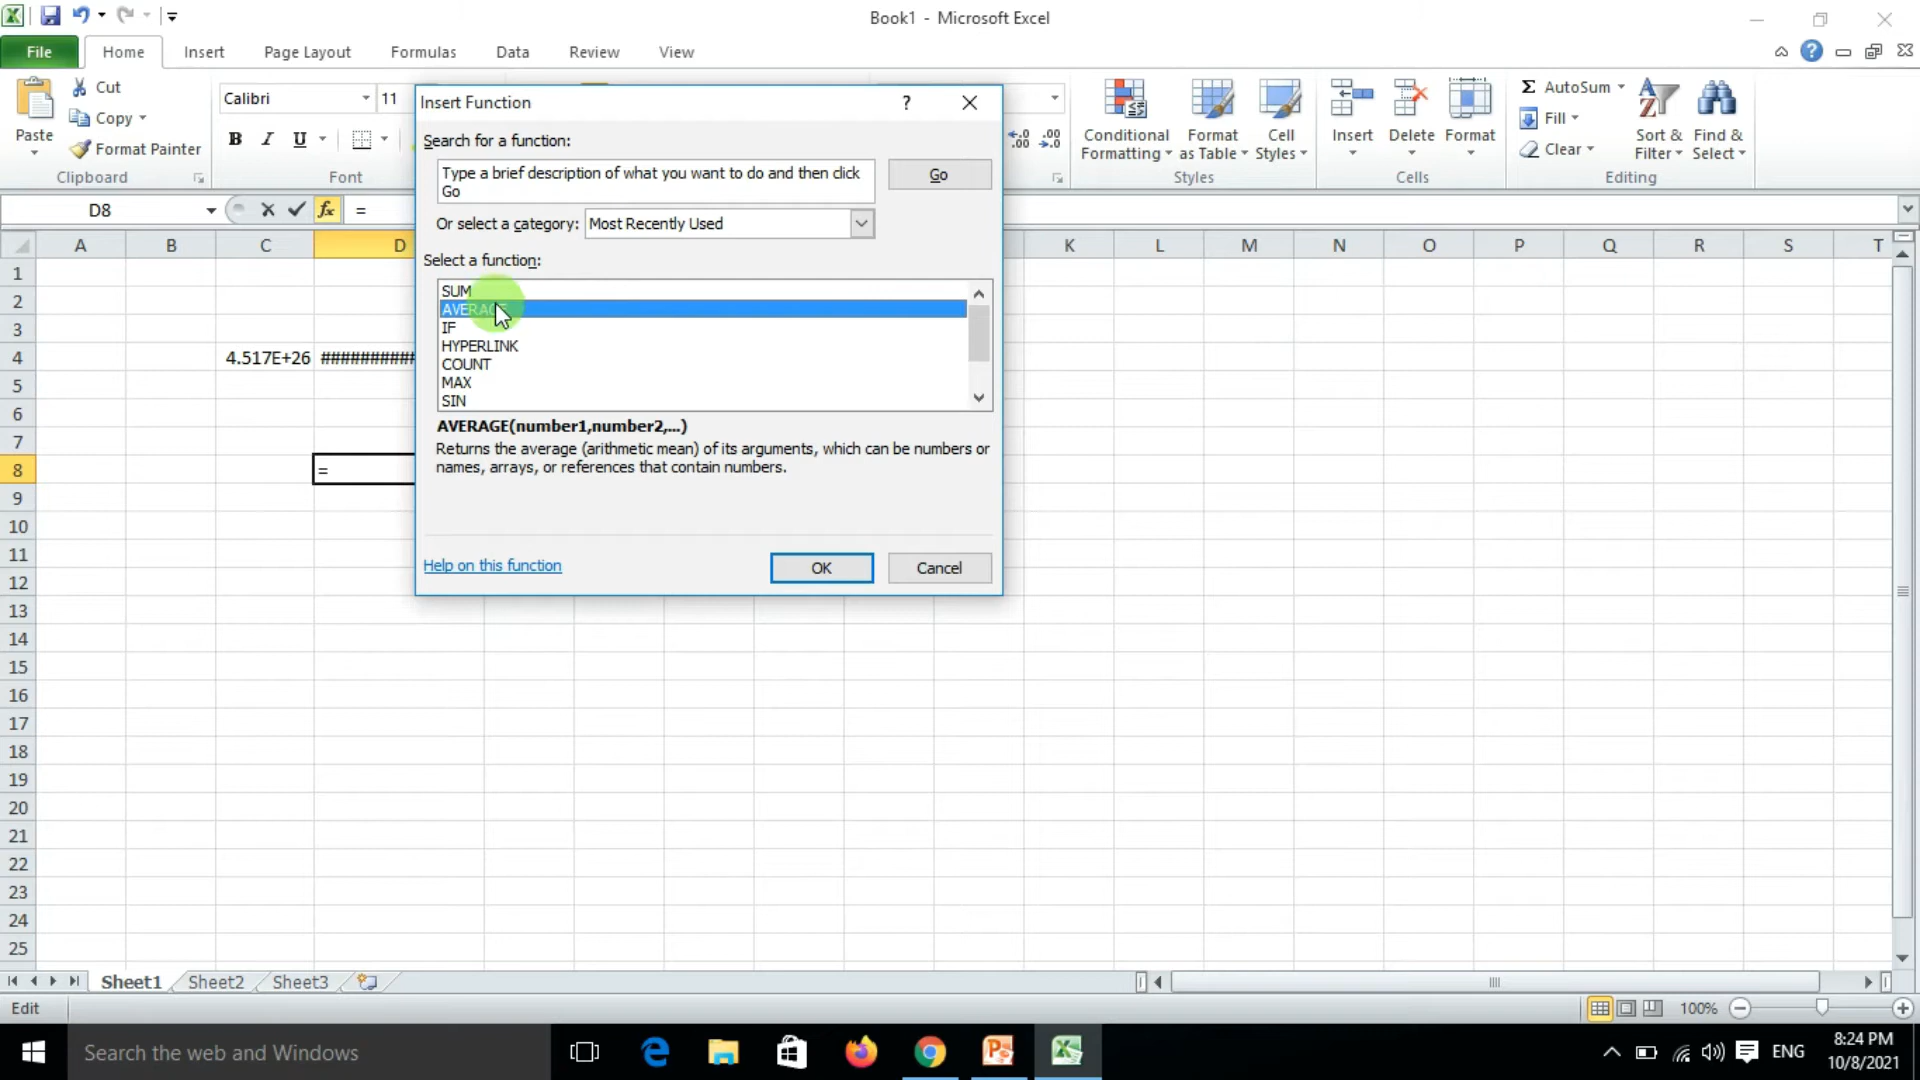 Book1 - Microsoft Excel
File Home Insert Page Layout Formulas Data Review View
Paste
Cut
Copy
Format Painter
Clipboard
Calibri 11
B I U
Font
Conditional Formatting
Format as Table
Cell Styles
Styles
Insert
Delete
Format
Cells
Σ AutoSum
Fill
Clear
Sort & Filter
Find & Select
Editing
D8 fx =
Insert Function ?
Search for a function:
Type a brief description of what you want to do and then click
Go
Go
Or select a category: Most Recently Used
Select a function:
SUM
AVERAGE
IF
HYPERLINK
COUNT
MAX
SIN
AVERAGE(number1,number2,...)
Returns the average (arithmetic mean) of its arguments, which can be numbers or
names, arrays, or references that contain numbers.
Help on this function OK Cancel
A B C D K L M N O P Q R S T
1
2
3
4 4.517E+26 ##########
5
6
7
8 =
9
10
11
12
13
14
15
16
17
18
19
20
21
22
23
24
25
Sheet1 Sheet2 Sheet3
Edit 100%
Search the web and Windows
ENG
8:24 PM
10/8/2021